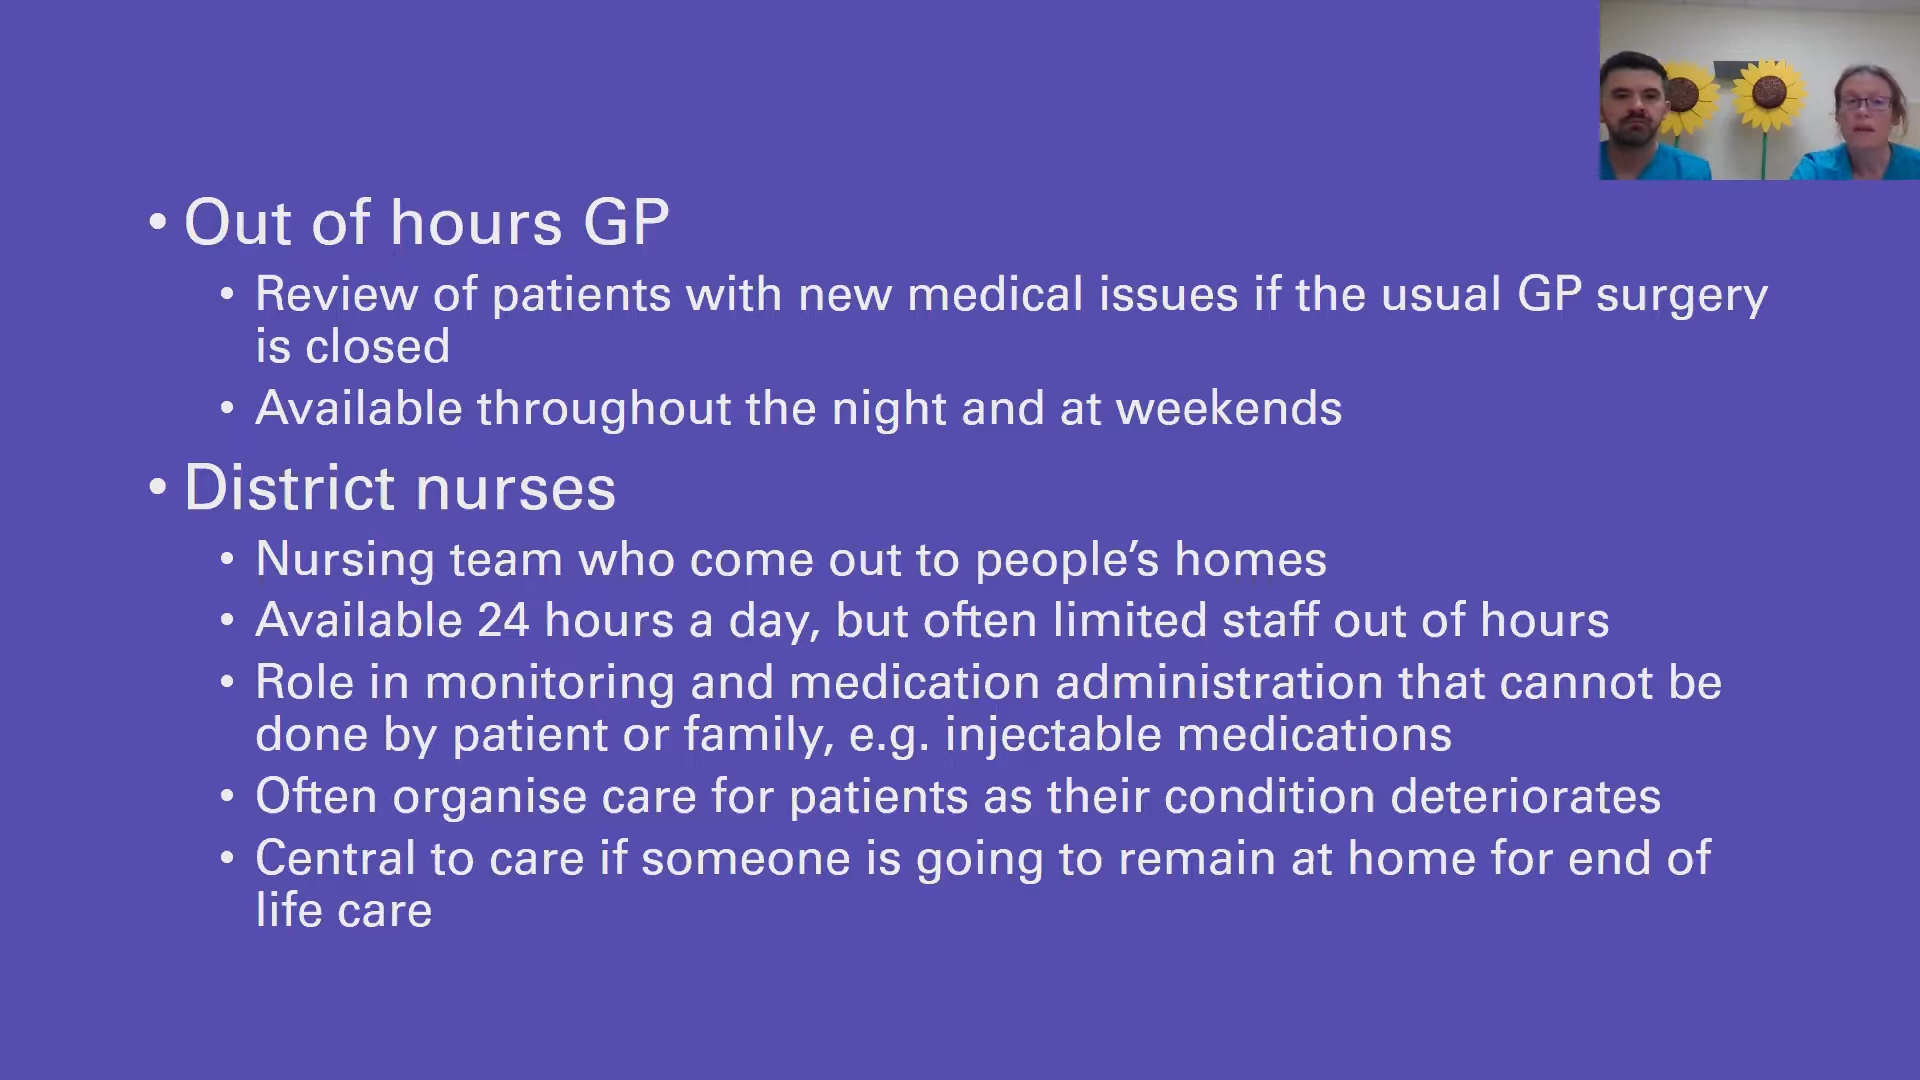 • Out of hours GP
• Review of patients with new medical issues if the usual GP surgery
is closed
• Available throughout the night and at weekends
• District nurses
• Nursing team who come out to people’s homes
• Available 24 hours a day, but often limited staff out of hours
• Role in monitoring and medication administration that cannot be
done by patient or family, e.g. injectable medications
• Often organise care for patients as their condition deteriorates
• Central to care if someone is going to remain at home for end of
life care